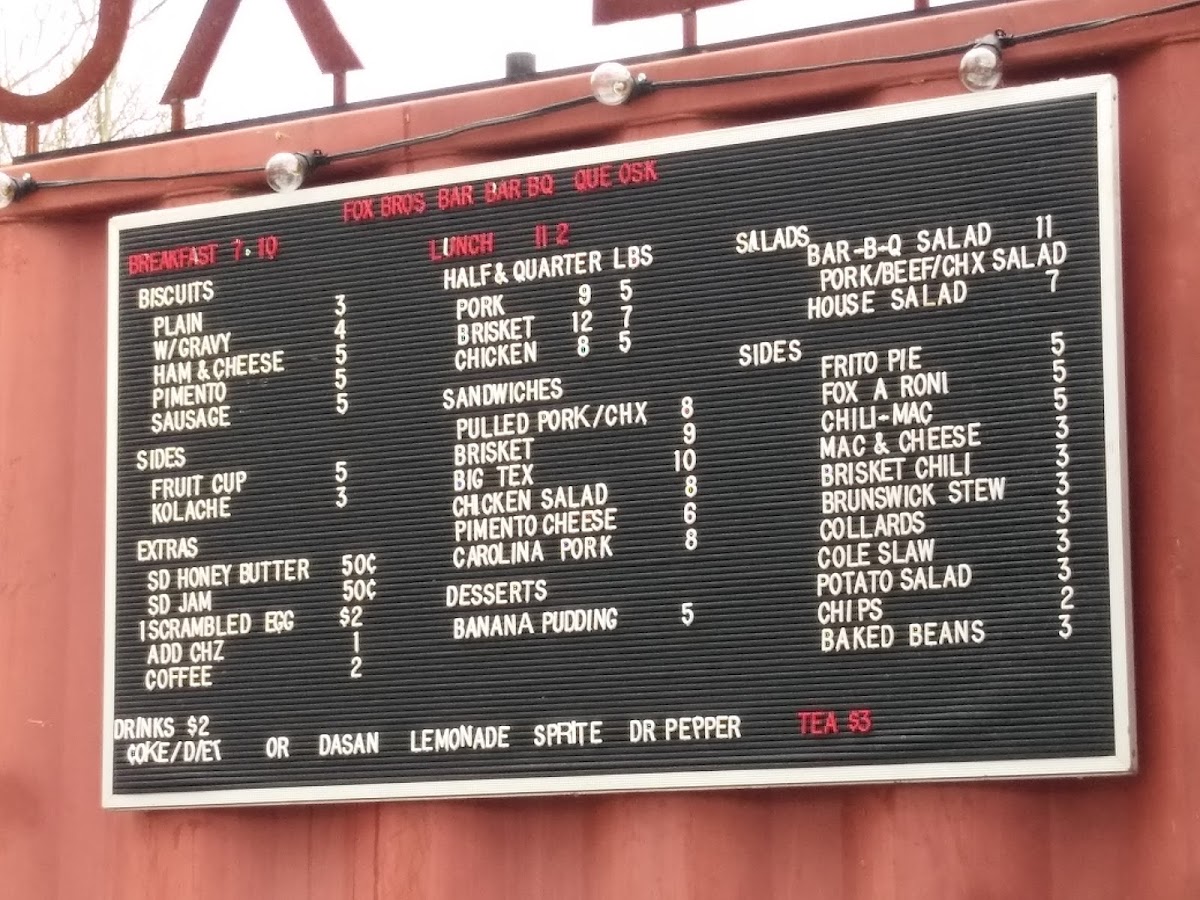 FOX BROS BAR BAR BQ QUE OSK
BREAKFAST 7.10
BISCUITS
PLAIN 3
W/GRAVY 4
HAM & CHEESE 5
PIMENTO 5
SAUSAGE 5
SIDES
FRUIT CUP 5
KOLACHE 3
EXTRAS
SD HONEY BUTTER 50¢
SD JAM 50¢
1 SCRAMBLED EGG $2
ADD CHZ 1
COFFEE 2
LUNCH 11 2
HALF & QUARTER LBS
PORK 9 5
BRISKET 12 7
CHICKEN 8 5
SANDWICHES
PULLED PORK/CHX 8
BRISKET 9
BIG TEX 10
CHICKEN SALAD 8
PIMENTO CHEESE 6
CAROLINA PORK 8
DESSERTS
BANANA PUDDING 5
SALADS
BAR-B-Q SALAD 11
PORK/BEEF/CHX SALAD
HOUSE SALAD 7
SIDES
FRITO PIE 5
FOX A RONI 5
CHILI-MAC 5
MAC & CHEESE 3
BRISKET CHILI 3
BRUNSWICK STEW 3
COLLARDS 3
COLE SLAW 3
POTATO SALAD 3
CHIPS 2
BAKED BEANS 3
DRINKS $2
COKE/D/ET OR DASAN LEMONADE SPRITE DR PEPPER TEA $3